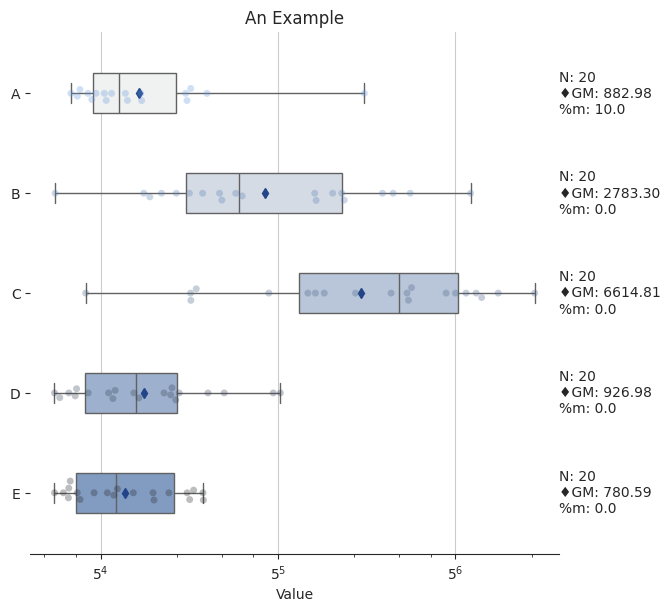 An Example
A
N: 20
♦GM: 882.98
%m: 10.0
B
N: 20
♦GM: 2783.30
%m: 0.0
C
N: 20
♦GM: 6614.81
%m: 0.0
D
N: 20
♦GM: 926.98
%m: 0.0
E
N: 20
♦GM: 780.59
%m: 0.0
5⁴ 5⁵ 5⁶
Value